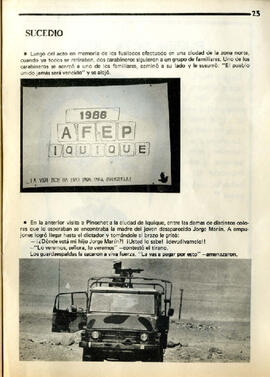 23
SUCEDIO
■ Luego del acto en memoria de los fusilados efectuado en una ciudad de la zona norte,
cuando ya todos se retiraban, dos carabineros siguieron a un grupo de familiares. Uno de los
carabineros se acercó a uno de los familiares, caminó a su lado y le susurró: "El pueblo
unido jamás será vencido" y se alejó.
1988
AFEP
IQUIQUE
■ En la anterior visita a Pinochet a la ciudad de Iquique, entre las damas de distintos colo-
res que lo esperaban se encontraba la madre del joven desaparecido Jorge Marín. A empu-
jones logró llegar hasta el dictador y tomándole el brazo le gritó:
—¡¿Dónde está mi hijo Jorge Marín?! ¡Usted lo sabe! ¡devuélvamelo!!
—"Lo veremos, señora, lo veremos" —contestó el tirano.
Los guardaespaldas la sacaron a viva fuerza. "La vas a pagar por esto" —amenazaron.